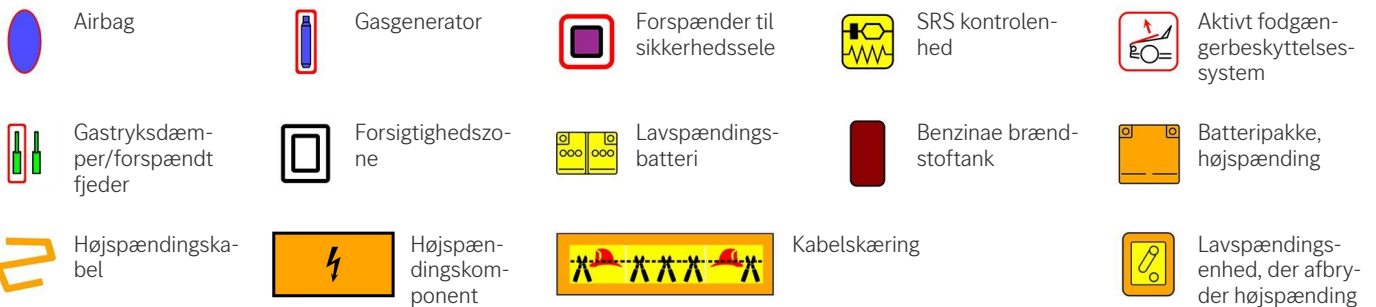 Airbag
Gasgenerator
Forspænder til
sikkerhedssele
SRS kontrolen-
hed
Aktivt fodgæn-
gerbeskyttelses-
system
Gastryksdæm-
per/forspændt
fjeder
Forsigtighedszo-
ne
Lavspændings-
batteri
Benzinae brænd-
stoftank
Batteripakke,
højspænding
Højspændingska-
bel
Højspæn-
dingskom-
ponent
Kabelskæring
Lavspændings-
enhed, der afbry-
der højspænding